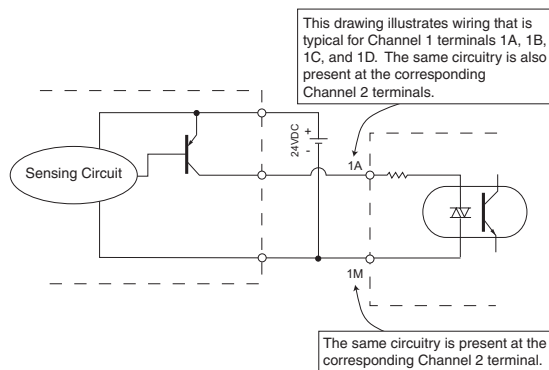 This drawing illustrates wiring that is
typical for Channel 1 terminals 1A, 1B,
1C, and 1D. The same circuitry is also
present at the corresponding
Channel 2 terminals.
24VDC
+
-
1A
Sensing Circuit
1M
The same circuitry is present at the
corresponding Channel 2 terminal.